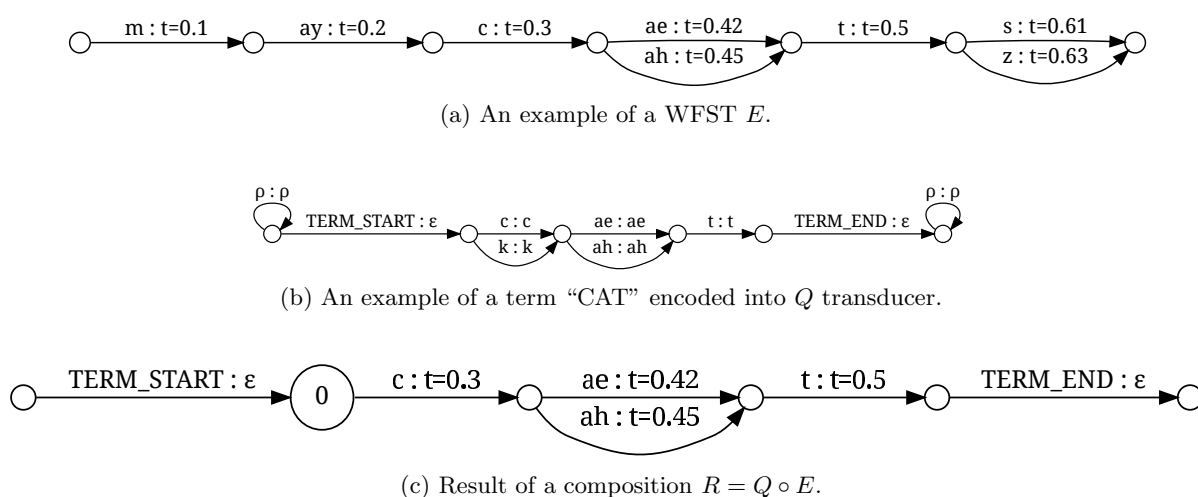 m : t=0.1 ay : t=0.2 c : t=0.3 ae : t=0.42 t : t=0.5 s : t=0.61
ah : t=0.45 z : t=0.63
(a) An example of a WFST E.
ρ : ρ ρ : ρ
TERM_START : ε c : c ae : ae t : t TERM_END : ε
k : k ah : ah
(b) An example of a term “CAT” encoded into Q transducer.
TERM_START : ε 0 c : t=0.3 ae : t=0.42 t : t=0.5 TERM_END : ε
ah : t=0.45
(c) Result of a composition R = Q ∘ E.